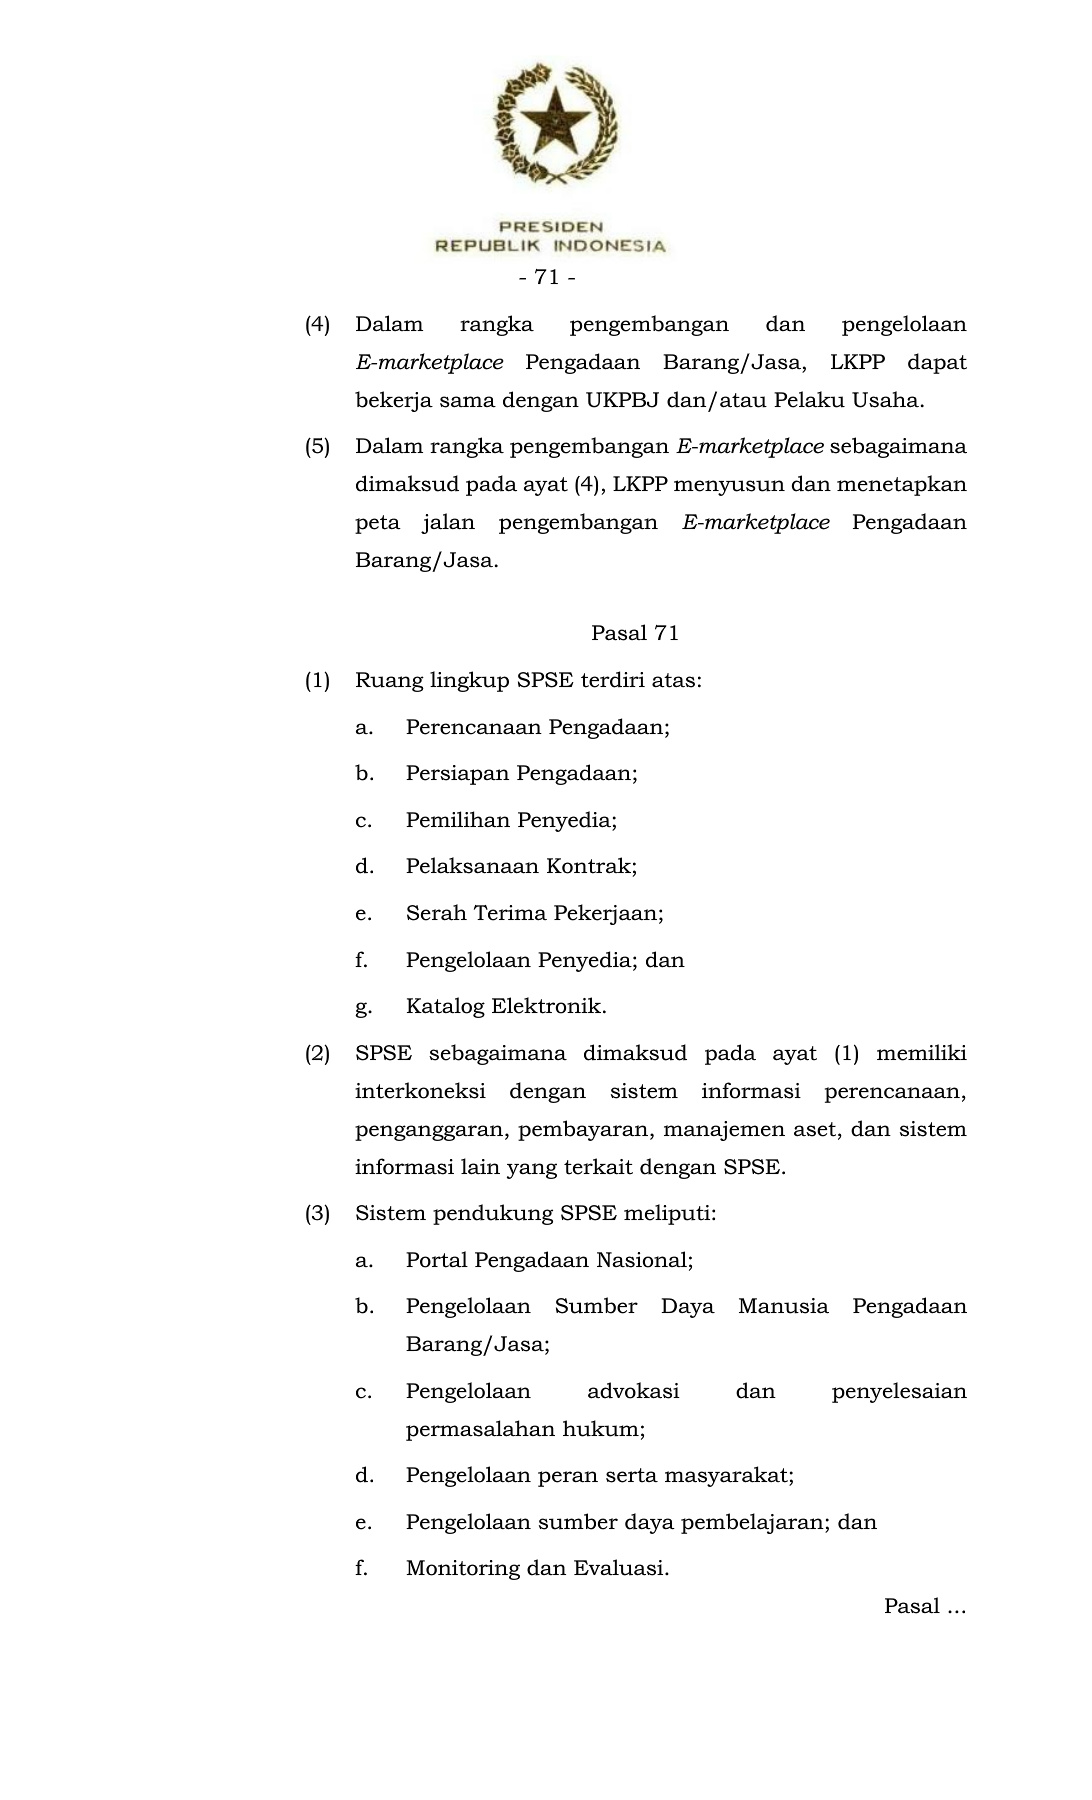 PRESIDEN
REPUBLIK INDONESIA
- 71 -
(4) Dalam rangka pengembangan dan pengelolaan
E-marketplace Pengadaan Barang/Jasa, LKPP dapat
bekerja sama dengan UKPBJ dan/atau Pelaku Usaha.
(5) Dalam rangka pengembangan E-marketplace sebagaimana
dimaksud pada ayat (4), LKPP menyusun dan menetapkan
peta jalan pengembangan E-marketplace Pengadaan
Barang/Jasa.
Pasal 71
(1) Ruang lingkup SPSE terdiri atas:
a. Perencanaan Pengadaan;
b. Persiapan Pengadaan;
c. Pemilihan Penyedia;
d. Pelaksanaan Kontrak;
e. Serah Terima Pekerjaan;
f. Pengelolaan Penyedia; dan
g. Katalog Elektronik.
(2) SPSE sebagaimana dimaksud pada ayat (1) memiliki
interkoneksi dengan sistem informasi perencanaan,
penganggaran, pembayaran, manajemen aset, dan sistem
informasi lain yang terkait dengan SPSE.
(3) Sistem pendukung SPSE meliputi:
a. Portal Pengadaan Nasional;
b. Pengelolaan Sumber Daya Manusia Pengadaan
Barang/Jasa;
c. Pengelolaan advokasi dan penyelesaian
permasalahan hukum;
d. Pengelolaan peran serta masyarakat;
e. Pengelolaan sumber daya pembelajaran; dan
f. Monitoring dan Evaluasi.
Pasal ...